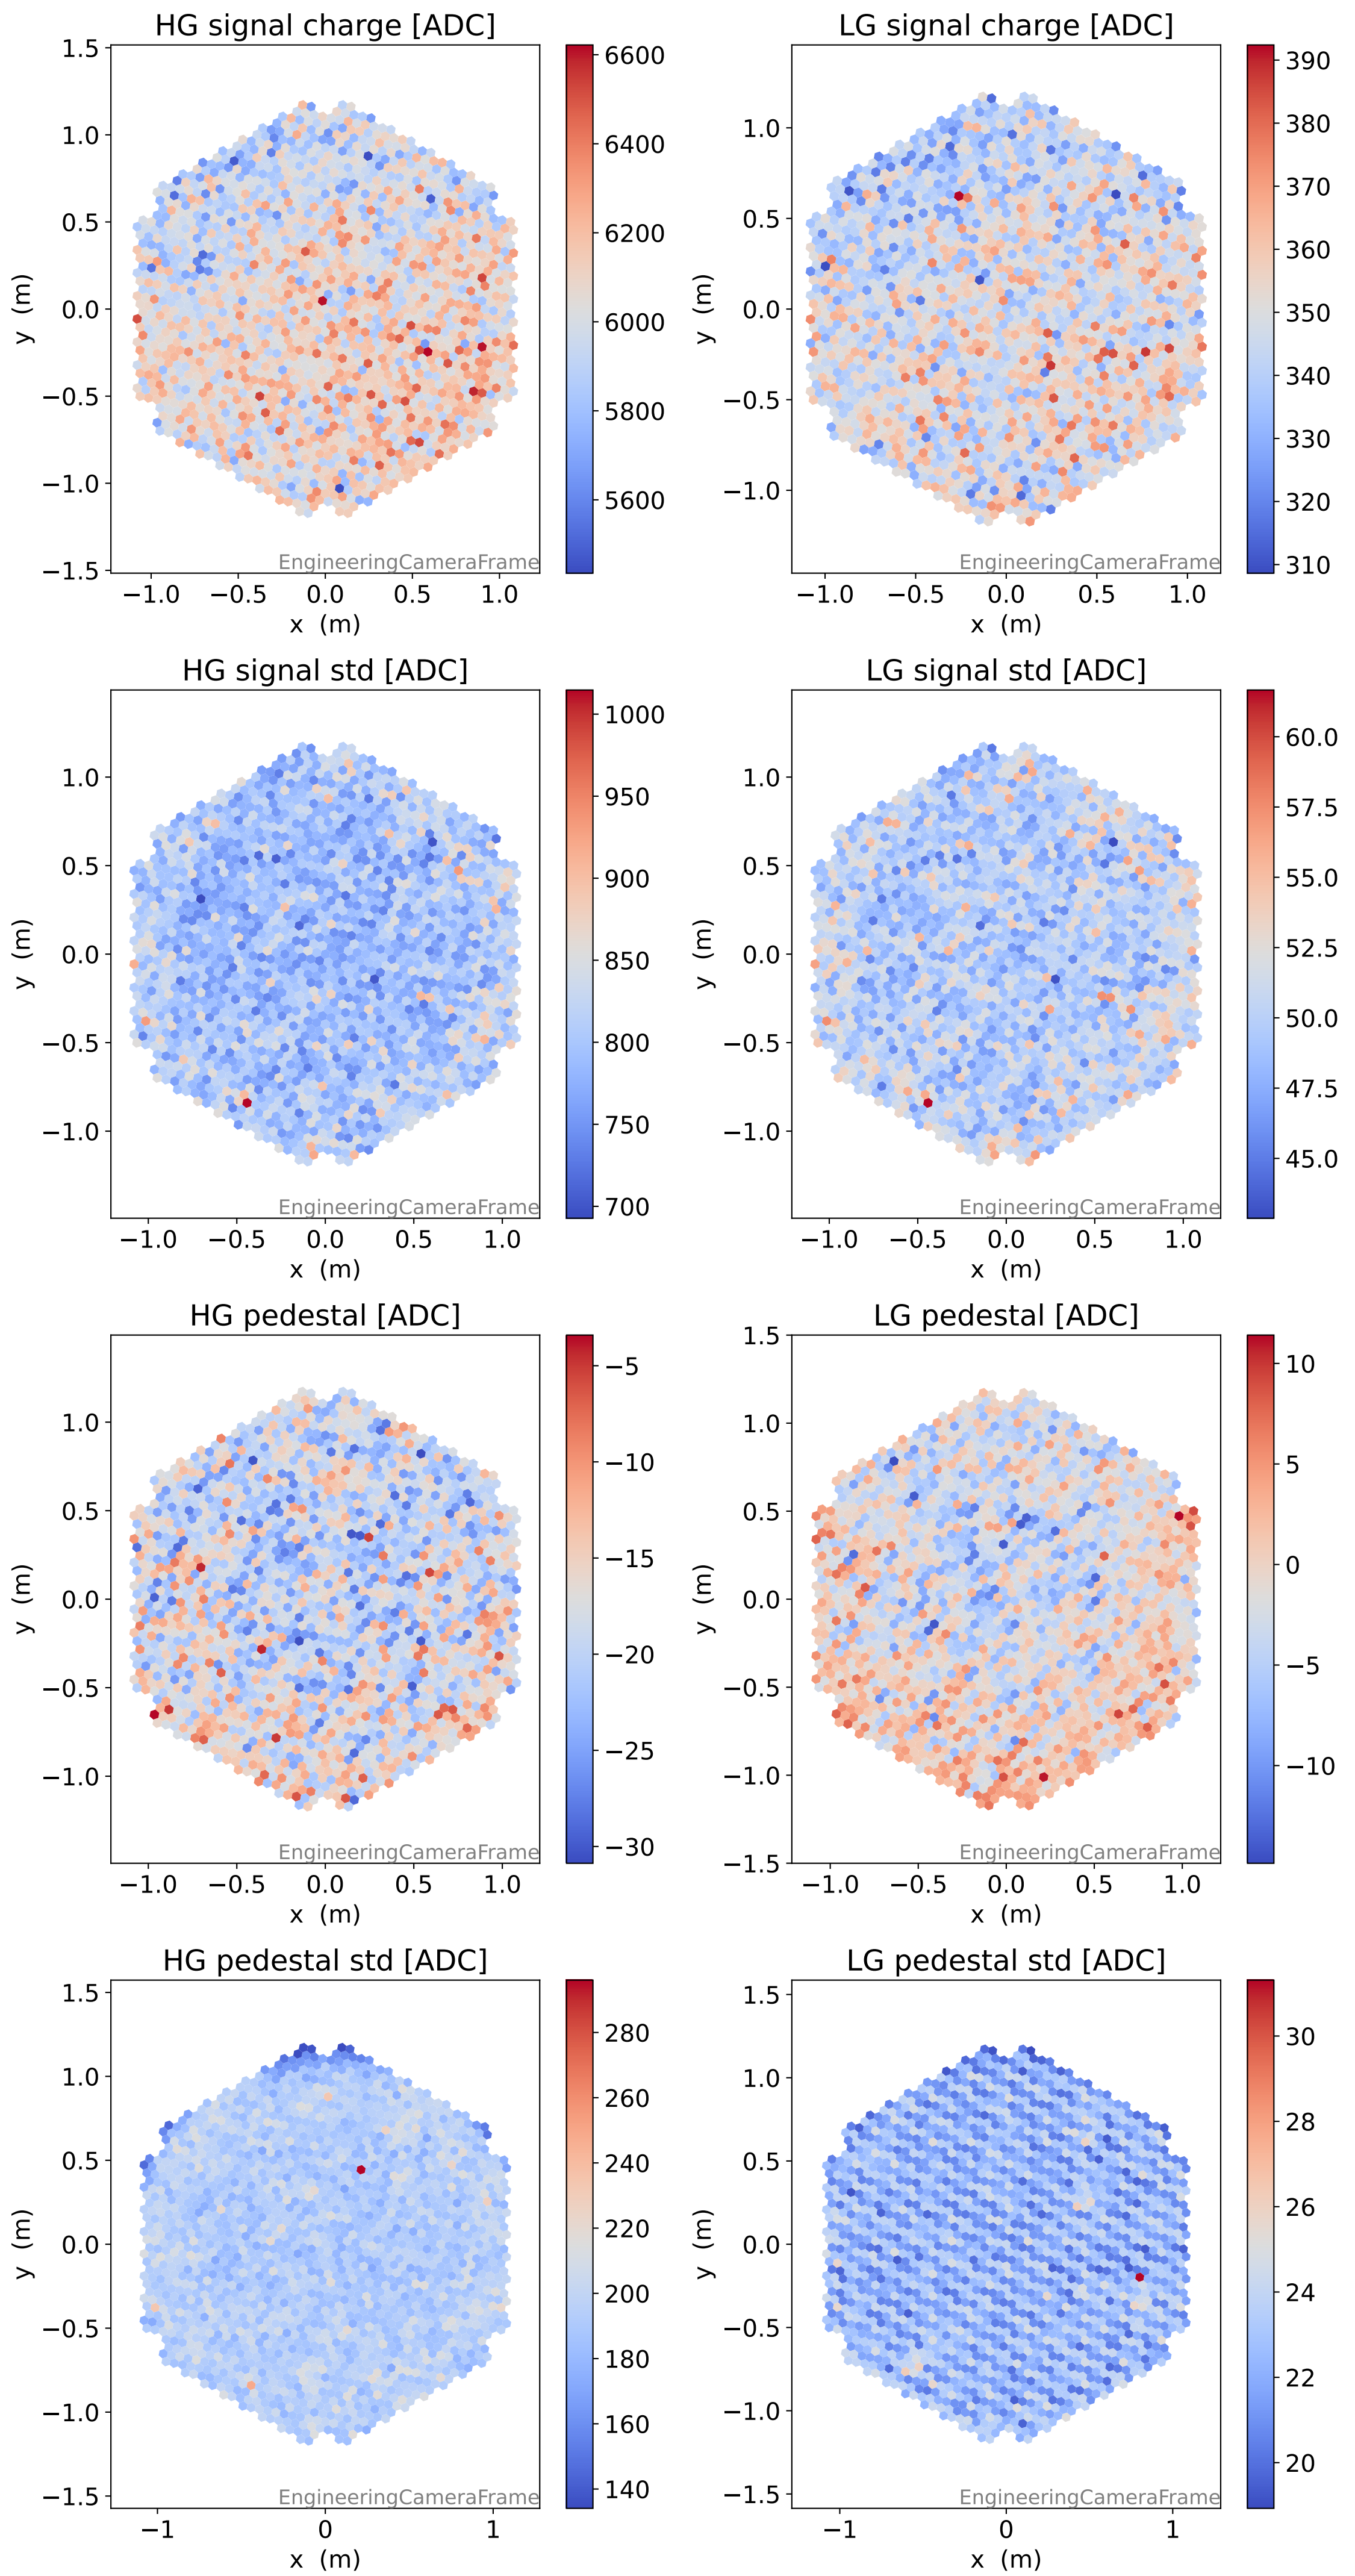 HG signal charge [ADC]
1.5
1.0
0.5
0.0
−0.5
−1.0
−1.5
y (m)
−1.0 −0.5 0.0 0.5 1.0
x (m)
EngineeringCameraFrame
6600
6400
6200
6000
5800
5600
LG signal charge [ADC]
1.0
0.5
0.0
−0.5
−1.0
y (m)
−1.0 −0.5 0.0 0.5 1.0
x (m)
EngineeringCameraFrame
390
380
370
360
350
340
330
320
310
HG signal std [ADC]
1.0
0.5
0.0
−0.5
−1.0
y (m)
−1.0 −0.5 0.0 0.5 1.0
x (m)
EngineeringCameraFrame
1000
950
900
850
800
750
700
LG signal std [ADC]
1.0
0.5
0.0
−0.5
−1.0
y (m)
−1.0 −0.5 0.0 0.5 1.0
x (m)
EngineeringCameraFrame
60.0
57.5
55.0
52.5
50.0
47.5
45.0
HG pedestal [ADC]
1.0
0.5
0.0
−0.5
−1.0
y (m)
−1.0 −0.5 0.0 0.5 1.0
x (m)
EngineeringCameraFrame
−5
−10
−15
−20
−25
−30
LG pedestal [ADC]
1.5
1.0
0.5
0.0
−0.5
−1.0
−1.5
y (m)
−1.0 −0.5 0.0 0.5 1.0
x (m)
EngineeringCameraFrame
10
5
0
−5
−10
HG pedestal std [ADC]
1.5
1.0
0.5
0.0
−0.5
−1.0
−1.5
y (m)
−1 0 1
x (m)
EngineeringCameraFrame
280
260
240
220
200
180
160
140
LG pedestal std [ADC]
1.5
1.0
0.5
0.0
−0.5
−1.0
−1.5
y (m)
−1 0 1
x (m)
EngineeringCameraFrame
30
28
26
24
22
20